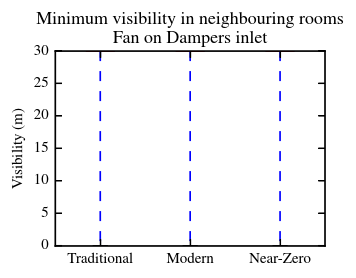 Minimum visibility in neighbouring rooms
Fan on Dampers inlet
Visibility (m)
30
25
20
15
10
5
0
Traditional Modern Near-Zero